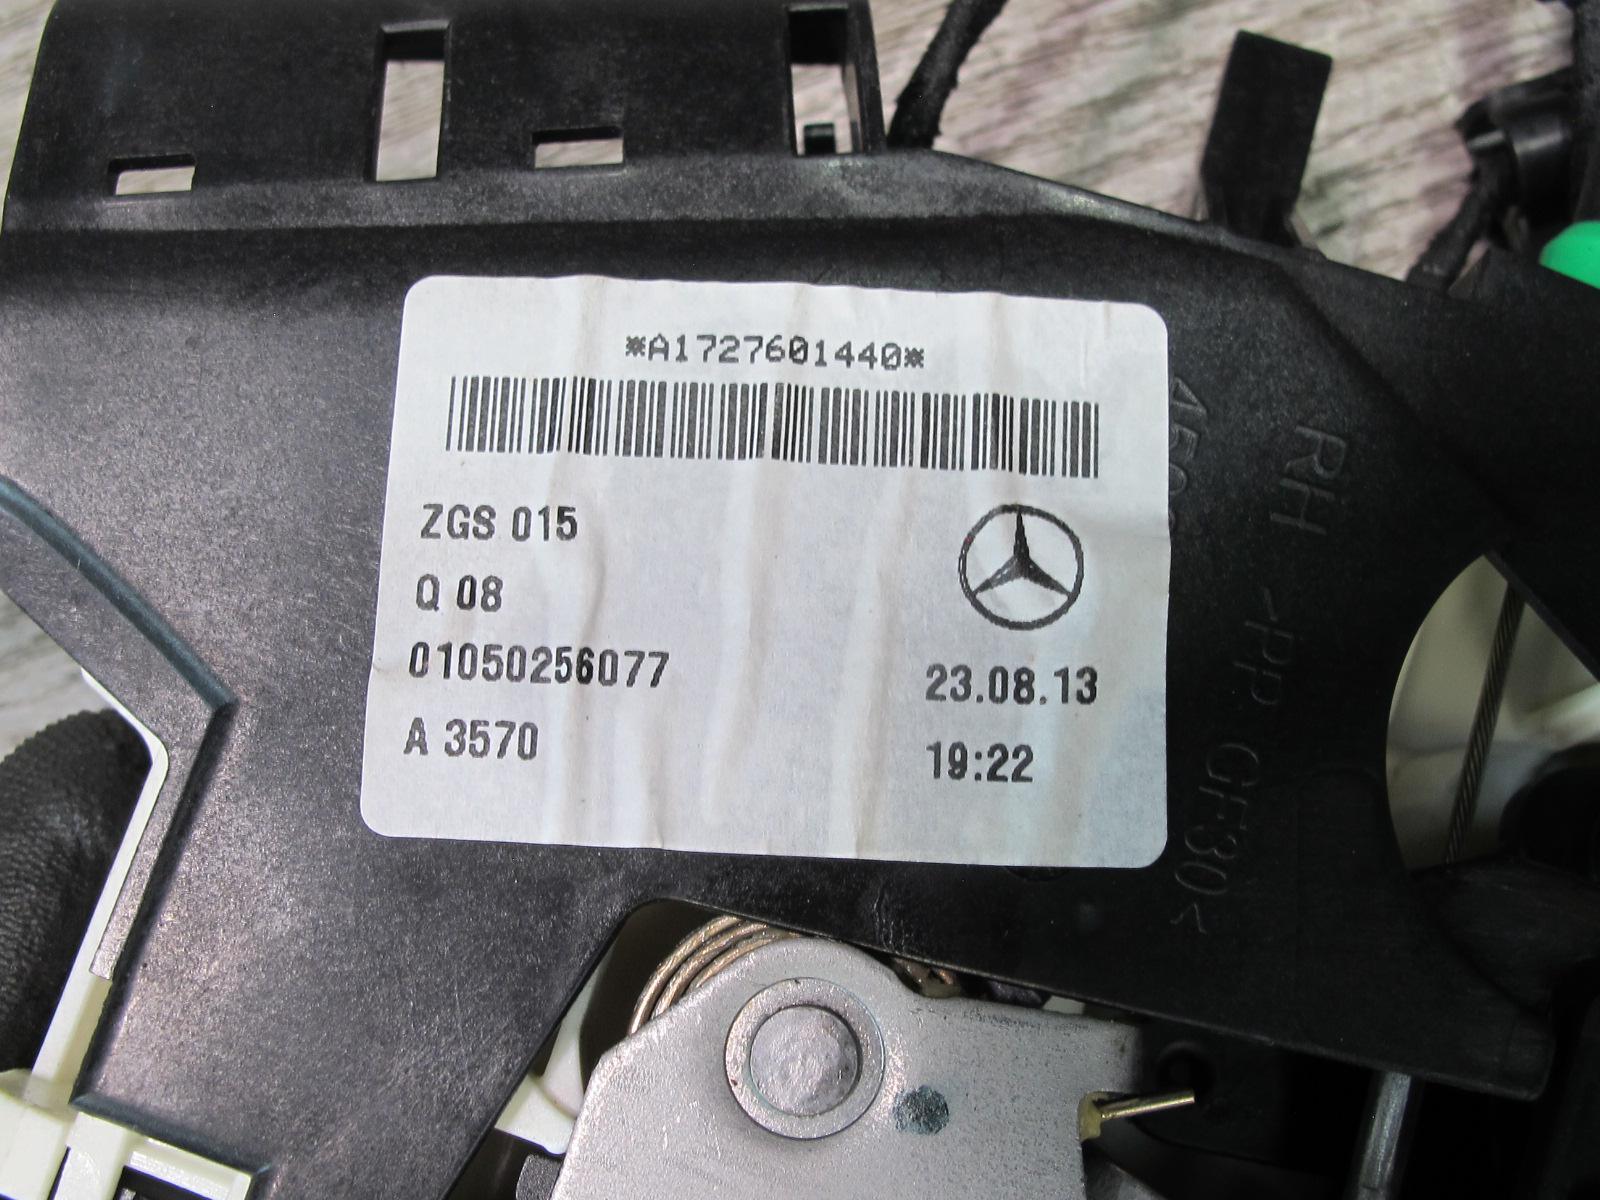 *A1727601440*
ZGS 015
Q 08
01050256077
A 3570
23.08.13
19:22
RH >PP GF30<